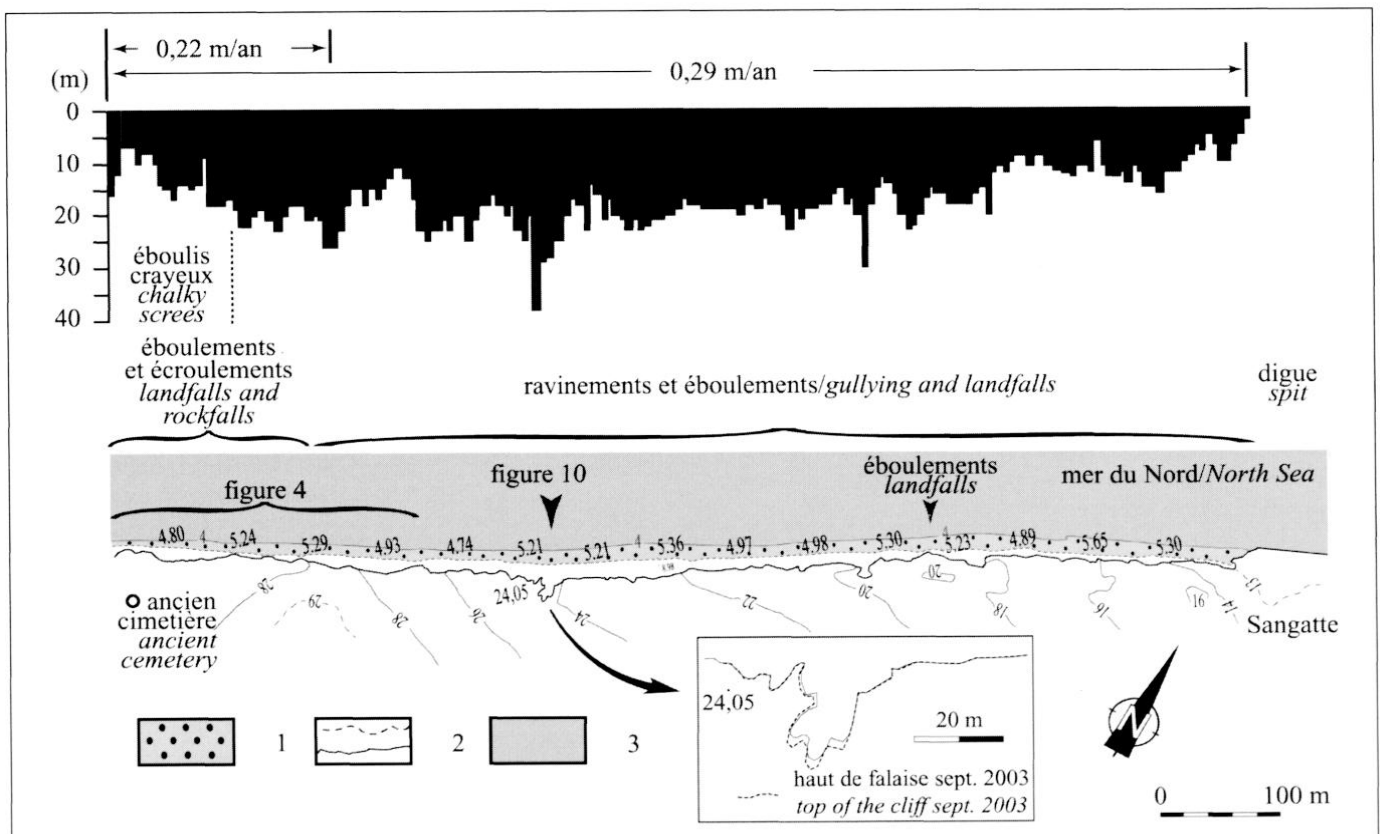 0,22 m/an
(m)
0,29 m/an
0
10
20
30
40
éboulis
crayeux
chalky
screes
éboulements
et écroulements
landfalls and
rockfalls
ravinements et éboulements/gullying and landfalls
digue
spit
figure 4
figure 10
éboulements
landfalls
mer du Nord/North Sea
4.80 4 5.24 5.29 4.93 4.74 5.21 5.21 4 5.36 4.97 4.98 5.30 4 5.23 4.89 5.65 5.30
28 29 28 26 24,05 24 22 20 20 18 16 16 14 13
ancien
cimetière
ancient
cemetery
Sangatte
24,05
20 m
haut de falaise sept. 2003
top of the cliff sept. 2003
1
2
3
N
0 100 m